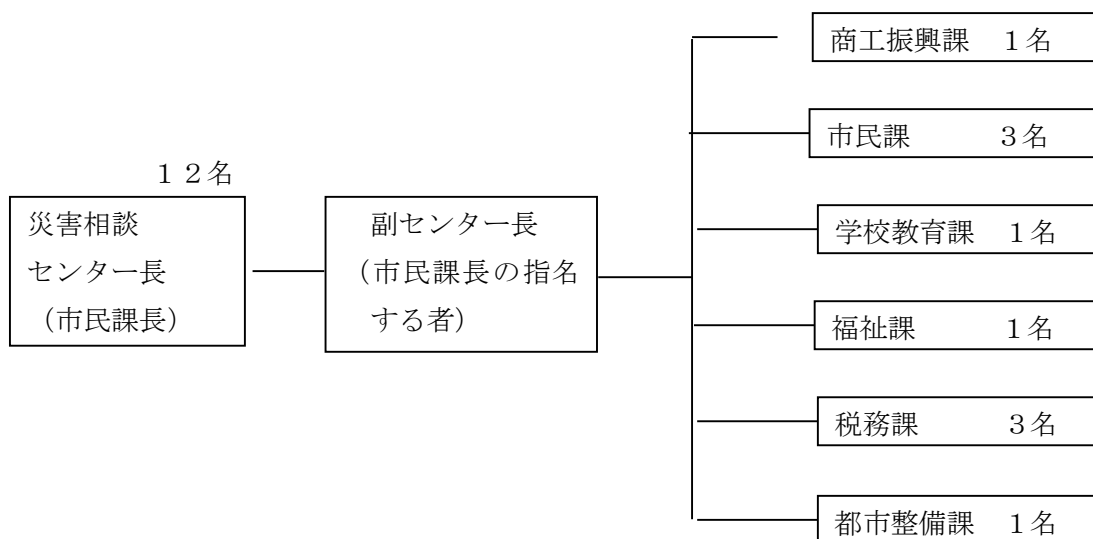 １２名
災害相談
センター長
（市民課長）
副センター長
（市民課長の指名
する者）
商工振興課　１名
市民課　　　３名
学校教育課　１名
福祉課　　　１名
税務課　　　３名
都市整備課　１名